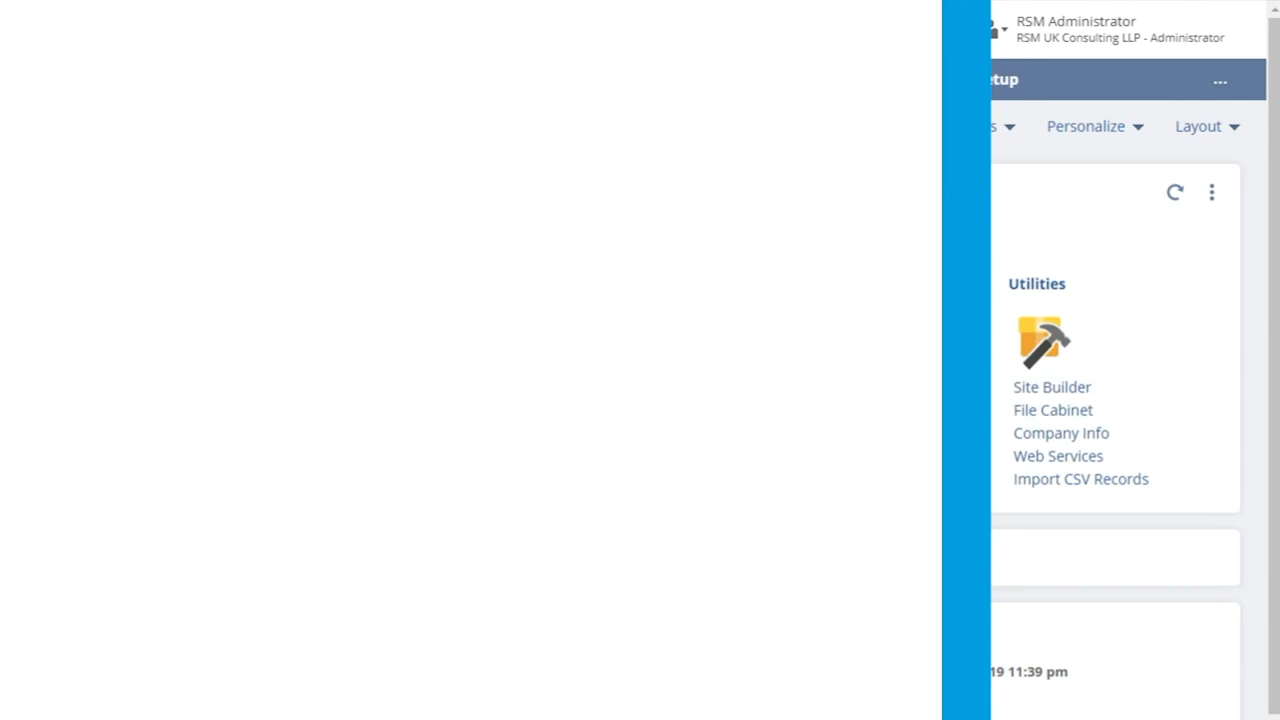 RSM Administrator
RSM UK Consulting LLP - Administrator
etup ...
s Personalize Layout
Utilities
Site Builder
File Cabinet
Company Info
Web Services
Import CSV Records
19 11:39 pm